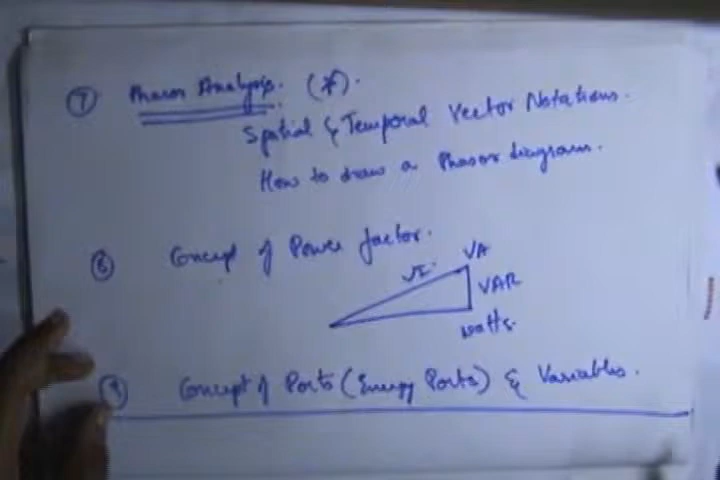 7 Phasor Analysis. (*).
Spatial & Temporal Vector Notations.
How to draw a Phasor diagram.
8 Concept of Power factor.
VA
VI
VAR
Watts.
9 Concept of Ports (Energy Ports) & Variables.